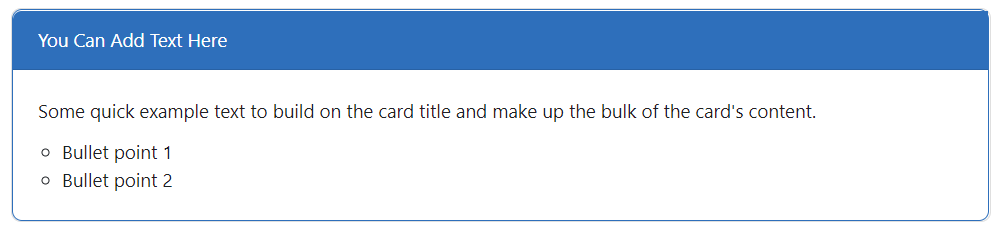 You Can Add Text Here
Some quick example text to build on the card title and make up the bulk of the card's content.
Bullet point 1
Bullet point 2